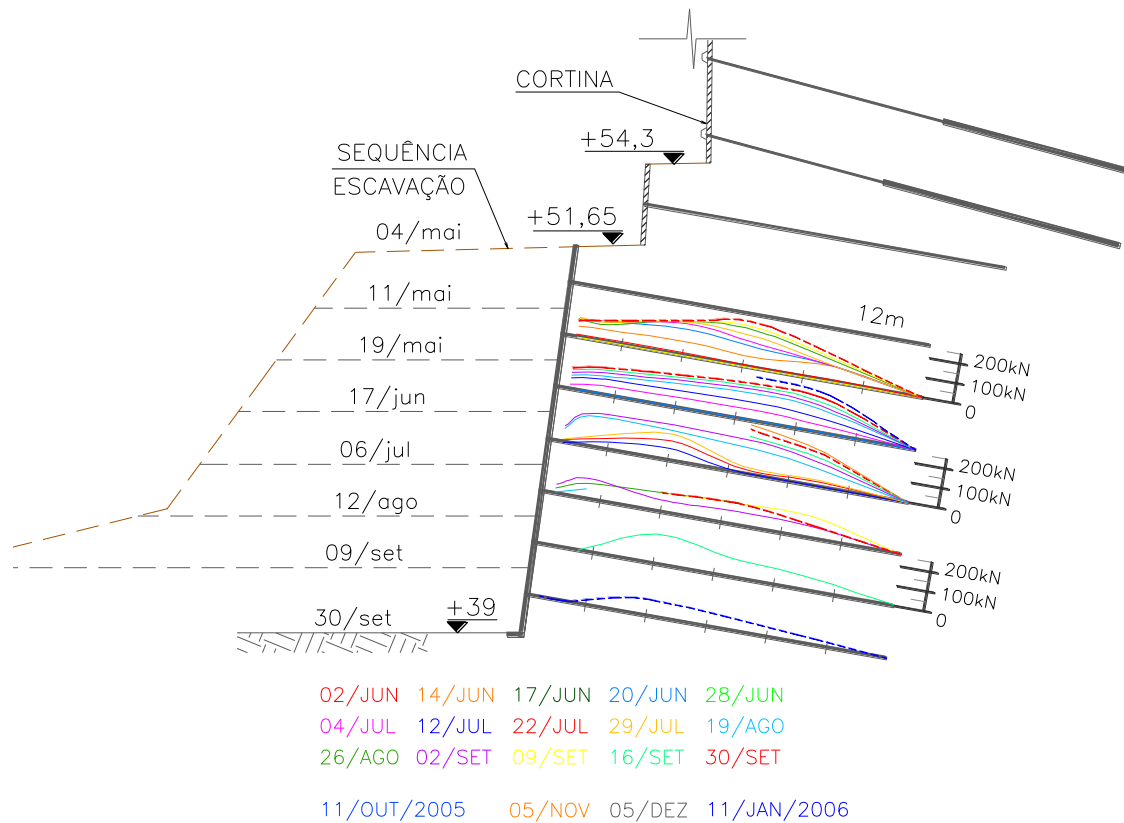 CORTINA
+54,3
SEQUÊNCIA
ESCAVAÇÃO
+51,65
04/mai
11/mai
12m
19/mai
200kN
100kN
0
17/jun
06/jul
200kN
100kN
0
12/ago
09/set
200kN
100kN
0
30/set
+39
02/JUN 14/JUN 17/JUN 20/JUN 28/JUN
04/JUL 12/JUL 22/JUL 29/JUL 19/AGO
26/AGO 02/SET 09/SET 16/SET 30/SET
11/OUT/2005 05/NOV 05/DEZ 11/JAN/2006